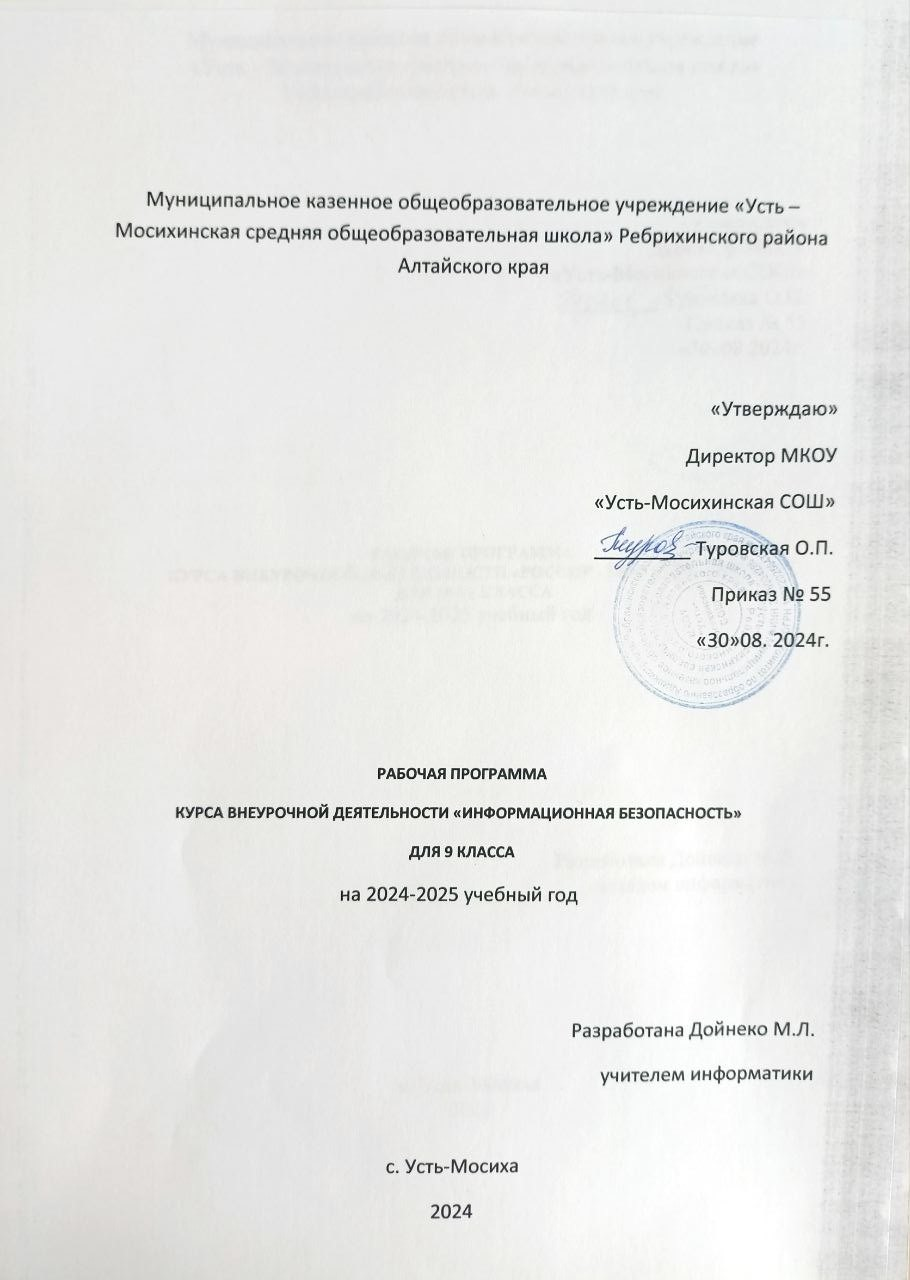 Муниципальное казенное общеобразовательное учреждение «Усть –
Мосихинская средняя общеобразовательная школа» Ребрихинского района
Алтайского края
«Утверждаю»
Директор МКОУ
«Усть-Мосихинская СОШ»
Туровская О.П.
Приказ № 55
«30»08. 2024г.
РАБОЧАЯ ПРОГРАММА
КУРСА ВНЕУРОЧНОЙ ДЕЯТЕЛЬНОСТИ «ИНФОРМАЦИОННАЯ БЕЗОПАСНОСТЬ»
ДЛЯ 9 КЛАССА
на 2024-2025 учебный год
Разработана Дойнеко М.Л.
учителем информатики
с. Усть-Мосиха
2024